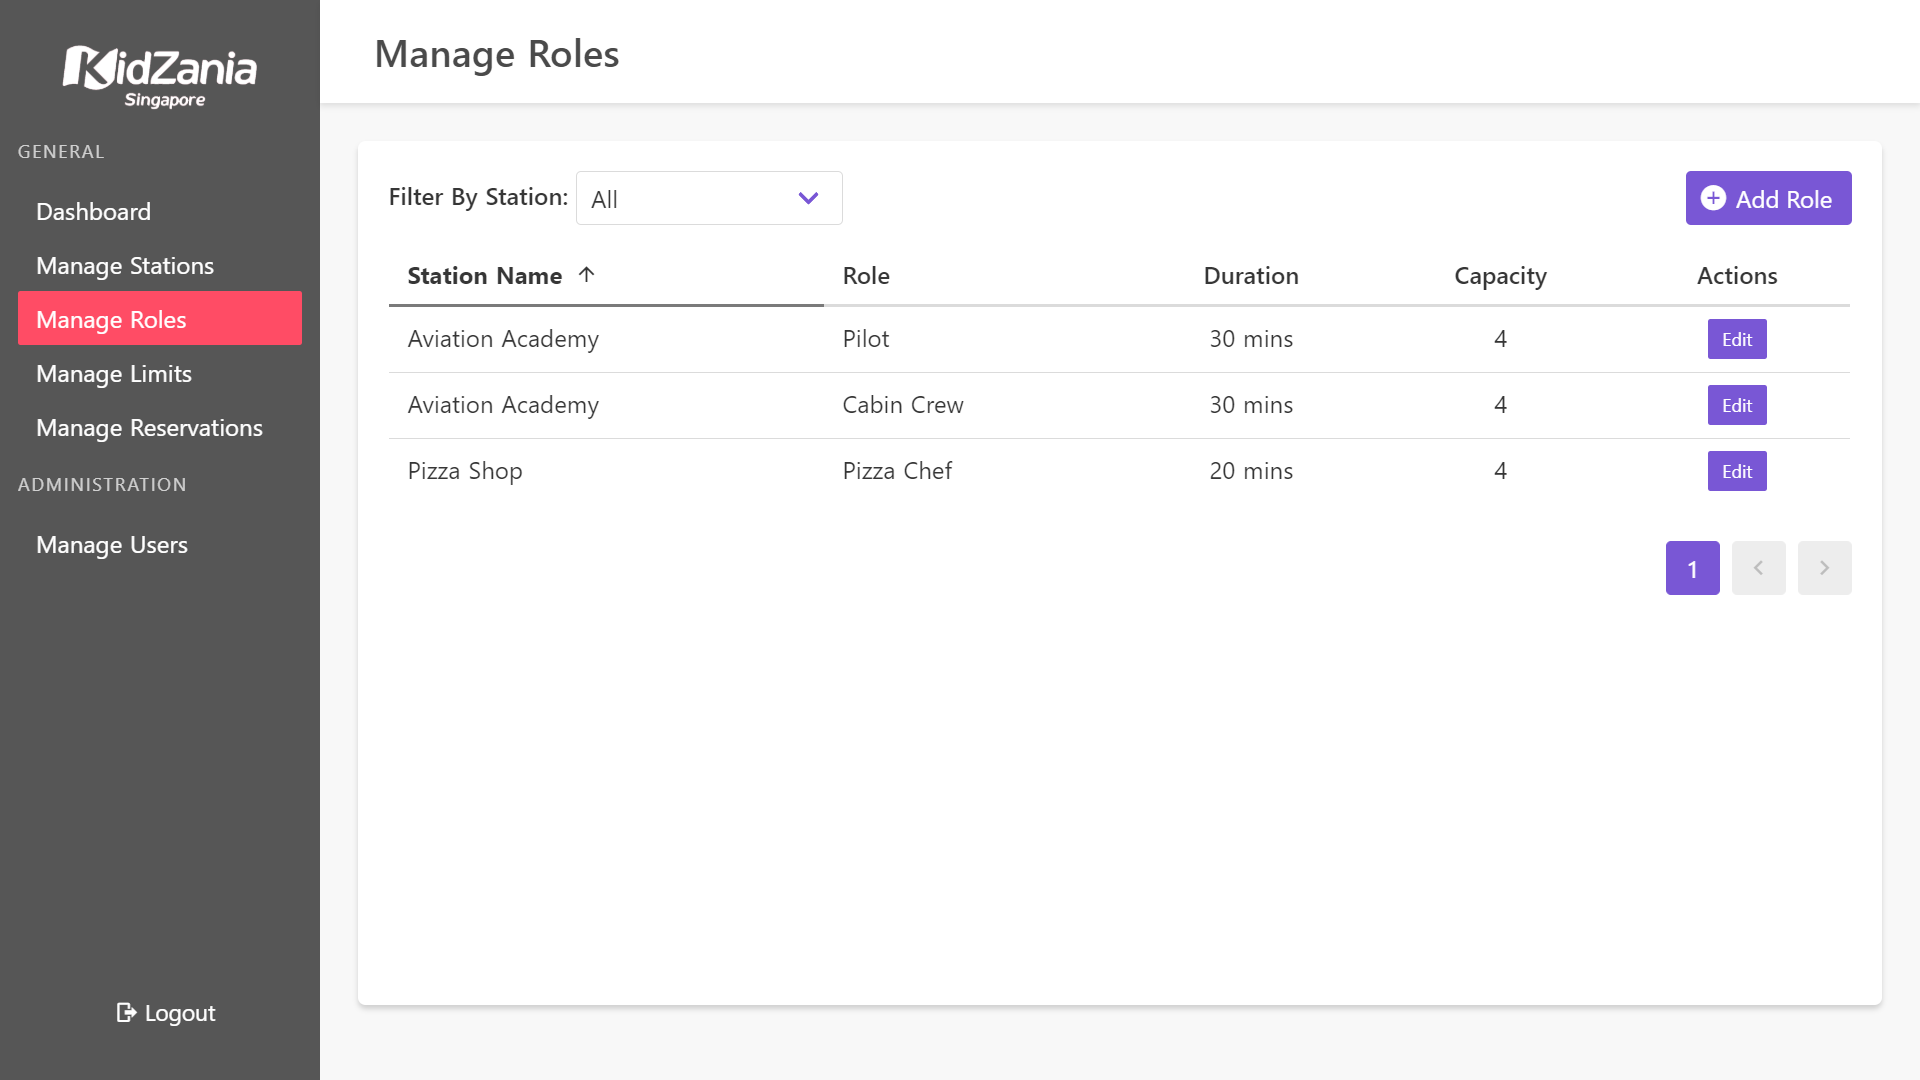 KidZania
Singapore
GENERAL
Dashboard
Manage Stations
Manage Roles
Manage Limits
Manage Reservations
ADMINISTRATION
Manage Users
Logout
Manage Roles
Filter By Station: All
Add Role
Station Name Role Duration Capacity Actions
Aviation Academy Pilot 30 mins 4 Edit
Aviation Academy Cabin Crew 30 mins 4 Edit
Pizza Shop Pizza Chef 20 mins 4 Edit
1